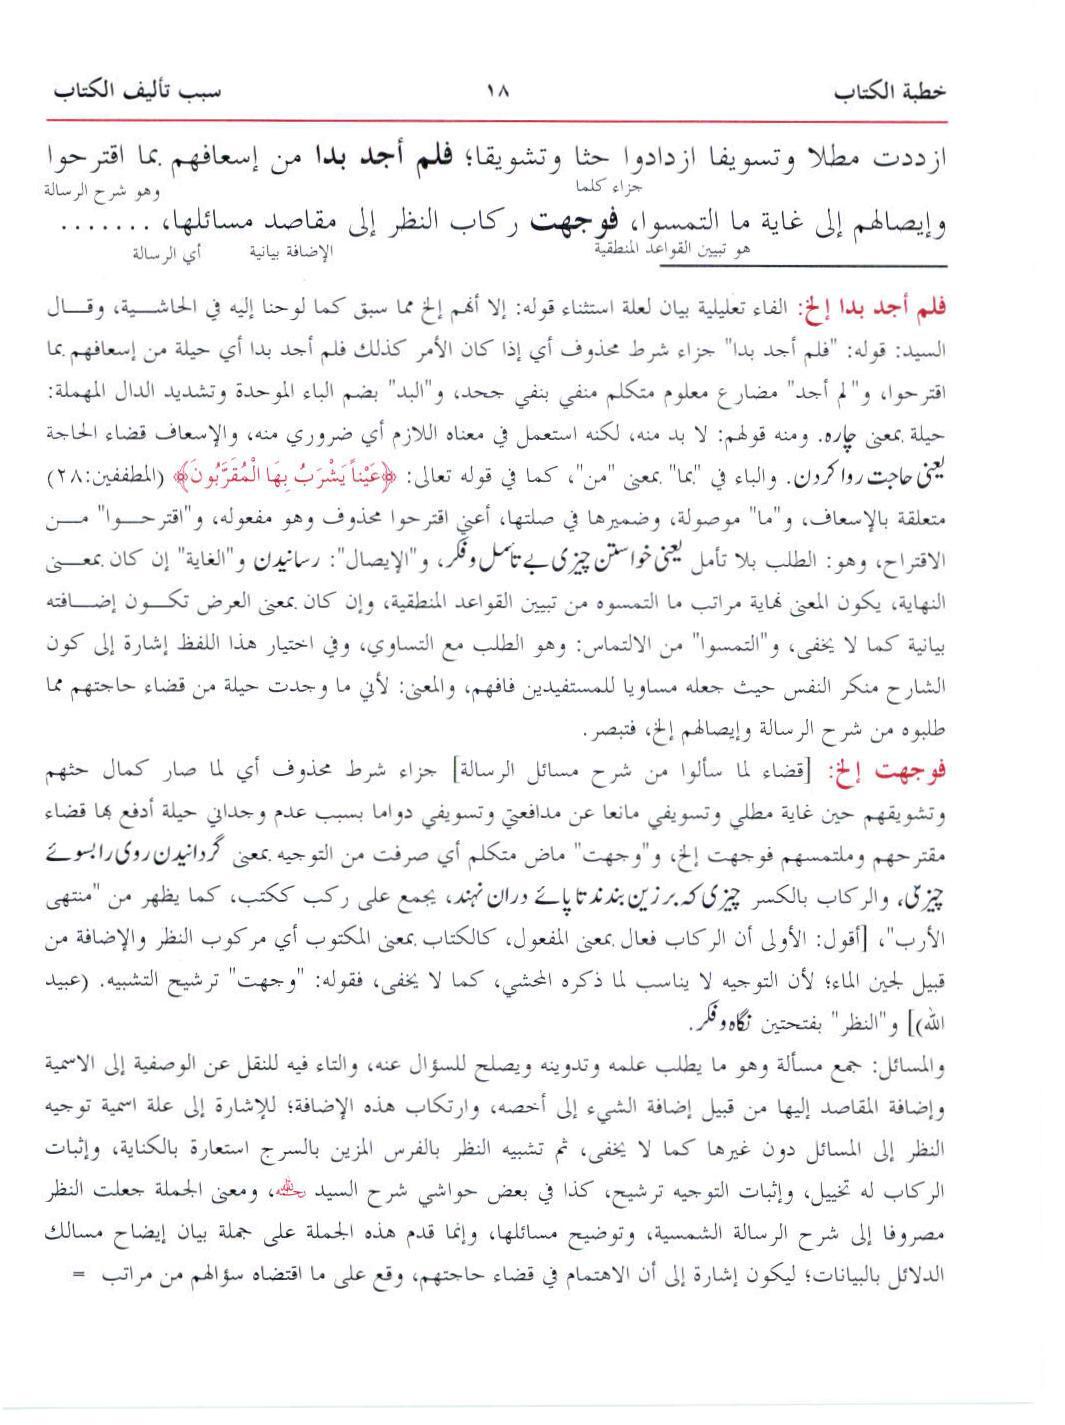 خطبة الكتاب ١٨ سبب تأليف الكتاب
ازددت مطلا وتسويفا ازدادوا حثا وتشويقا؛ فلم أجد بدا من إسعافهم بما اقترحوا
جزاء كلما وهو شرح الرسالة
وإيصالهم إلى غاية ما التمسوا، فوجهت ركاب النظر إلى مقاصد مسائلها، .......
هو تبيين القواعد المنطقية الإضافة بيانية أي الرسالة
فلم أجد بدا إلخ: الفاء تعليلية بيان لعلة استثناء قوله: إلا أنهم إلخ مما سبق كما لوحنا إليه في الحاشية، وقال
السيد: قوله: "فلم أجد بدا" جزاء شرط محذوف أي إذا كان الأمر كذلك فلم أجد بدا أي حيلة من إسعافهم بما
اقترحوا، و"لم أجد" مضارع معلوم متكلم منفي بنفي جحد، و"البد" بضم الباء الموحدة وتشديد الدال المهملة:
حيلة بمعنى چاره. ومنه قولهم: لا بد منه، لكنه استعمل في معناه اللازم أي ضروري منه، والإسعاف قضاء الحاجة
یعنی حاجت روا کردن. والباء في "بما" بمعنى "من"، كما في قوله تعالى: ﴿عَيْناً يَشْرَبُ بِهَا الْمُقَرَّبُونَ﴾ (المطففين:٢٨)
متعلقة بالإسعاف، و"ما" موصولة، وضميرها في صلتها، أعني اقترحوا محذوف وهو مفعوله، و"اقترحوا" من
الاقتراح، وهو: الطلب بلا تأمل یعنی خواستن چیزی بے تأمل وفکر، و"الإيصال": رسانیدن و"الغاية" إن كان بمعنى
النهاية، يكون المعنى نهاية مراتب ما التمسوه من تبيين القواعد المنطقية، وإن كان بمعنى العرض تكون إضافته
بيانية كما لا يخفى، و"التمسوا" من الالتماس: وهو الطلب مع التساوي، وفي اختيار هذا اللفظ إشارة إلى كون
الشارح منكر النفس حيث جعله مساويا للمستفيدين فافهم، والمعنى: لأني ما وجدت حيلة من قضاء حاجتهم مما
طلبوه من شرح الرسالة وإيصالهم إلخ، فتبصر.
فوجهت إلخ: [قضاء لما سألوا من شرح مسائل الرسالة] جزاء شرط محذوف أي لما صار كمال حثهم
وتشويقهم حين غاية مطلي وتسويفي مانعا عن مدافعتي وتسويفي دواما بسبب عدم وجداني حيلة أدفع بها قضاء
مقترحهم وملتمسهم فوجهت إلخ، و"وجهت" ماض متكلم أي صرفت من التوجيه بمعنى گردانیدن روی را بسوئے
چیزی، والركاب بالكسر چیزی که بر زین بندند تا پائے دران نهند، يجمع على ركب ككتب، كما يظهر من "منتهى
الأرب"، [أقول: الأولى أن الركاب فعال بمعنى المفعول، كالكتاب بمعنى المكتوب أي مركوب النظر والإضافة من
قبيل لجين الماء؛ لأن التوجيه لا يناسب لما ذكره المحشي، كما لا يخفى، فقوله: "وجهت" ترشيح التشبيه. (عبيد
الله)] و"النظر" بفتحتين نگاه وفکر.
والمسائل: جمع مسألة وهو ما يطلب علمه وتدوينه ويصلح للسؤال عنه، والتاء فيه للنقل عن الوصفية إلى الاسمية
وإضافة المقاصد إليها من قبيل إضافة الشيء إلى أخصه، وارتكاب هذه الإضافة؛ للإشارة إلى علة اسمية توجيه
النظر إلى المسائل دون غيرها كما لا يخفى، ثم تشبيه النظر بالفرس المزين بالسرج استعارة بالكناية، وإثبات
الركاب له تخييل، وإثبات التوجيه ترشيح، كذا في بعض حواشي شرح السيد رحمه الله، ومعنى الجملة جعلت النظر
مصروفا إلى شرح الرسالة الشمسية، وتوضيح مسائلها، وإنما قدم هذه الجملة على جملة بيان إيضاح مسالك
الدلائل بالبيانات؛ ليكون إشارة إلى أن الاهتمام في قضاء حاجتهم، وقع على ما اقتضاه سؤالهم من مراتب =